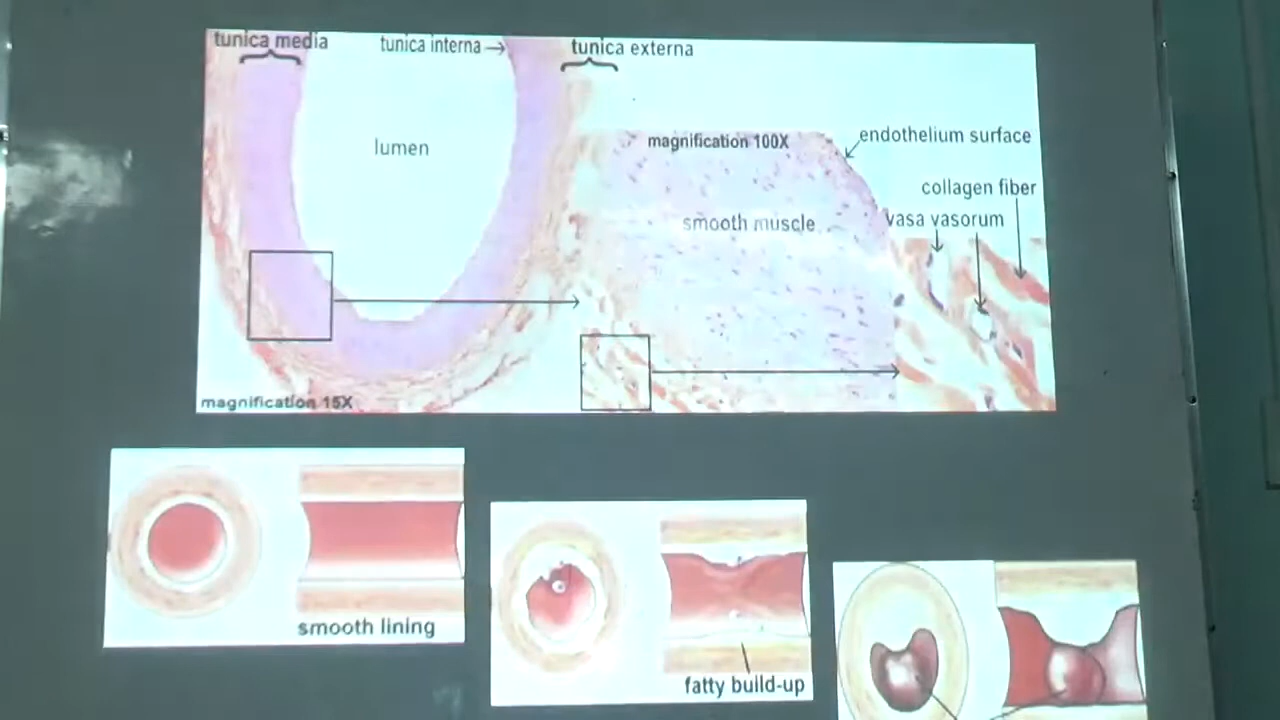 tunica media
tunica interna
tunica externa
lumen
magnification 100X
endothelium surface
collagen fiber
vasa vasorum
smooth muscle
magnification 15X
smooth lining
fatty build-up